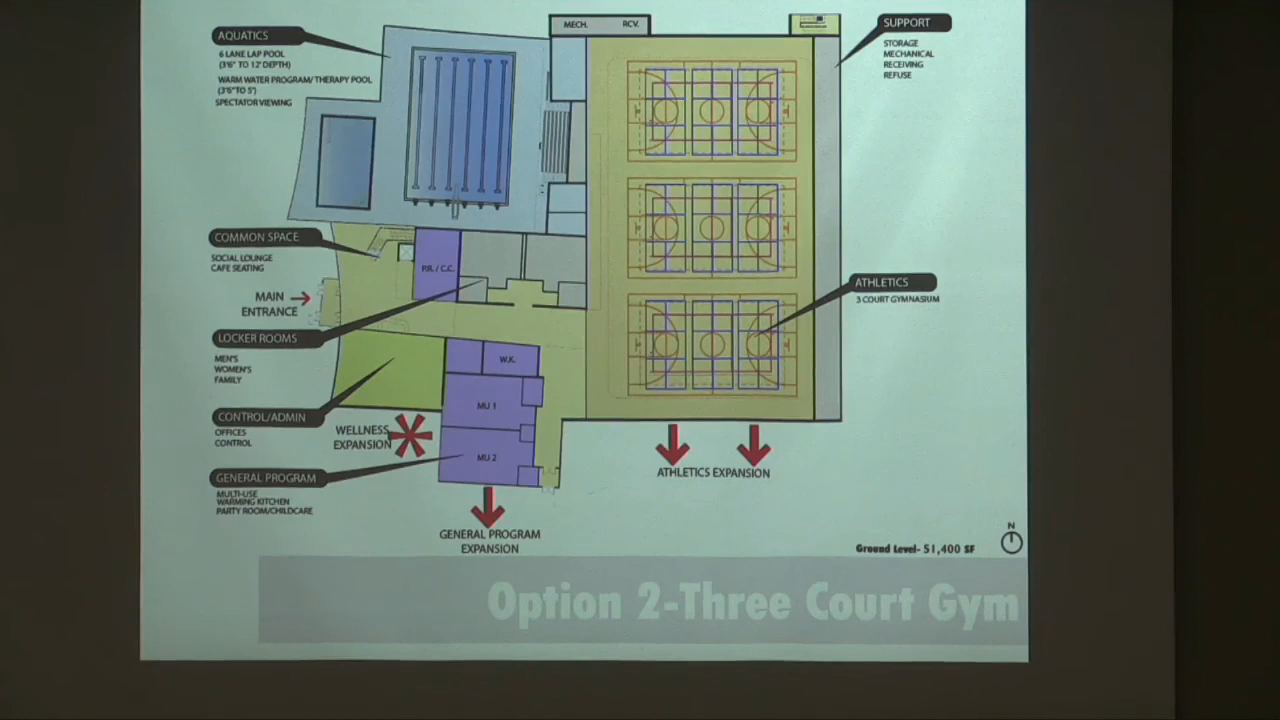 MECH. RCV.
AQUATICS
6 LANE LAP POOL
(3'6" TO 12' DEPTH)
WARM WATER PROGRAM/ THERAPY POOL
(3'6"TO 5')
SPECTATOR VIEWING
SUPPORT
STORAGE
MECHANICAL
RECEIVING
REFUSE
COMMON SPACE
SOCIAL LOUNGE
CAFE SEATING
P.R. / C.C.
MAIN
ENTRANCE
ATHLETICS
3 COURT GYMNASIUM
LOCKER ROOMS
MEN'S
WOMEN'S
FAMILY
W.K.
MU 1
CONTROL/ADMIN
OFFICES
CONTROL
WELLNESS
EXPANSION
MU 2
GENERAL PROGRAM
MULTI-USE
WARMING KITCHEN
PARTY ROOM/CHILDCARE
ATHLETICS EXPANSION
GENERAL PROGRAM
EXPANSION
N
Ground Level- 51,400 SF
Option 2-Three Court Gym